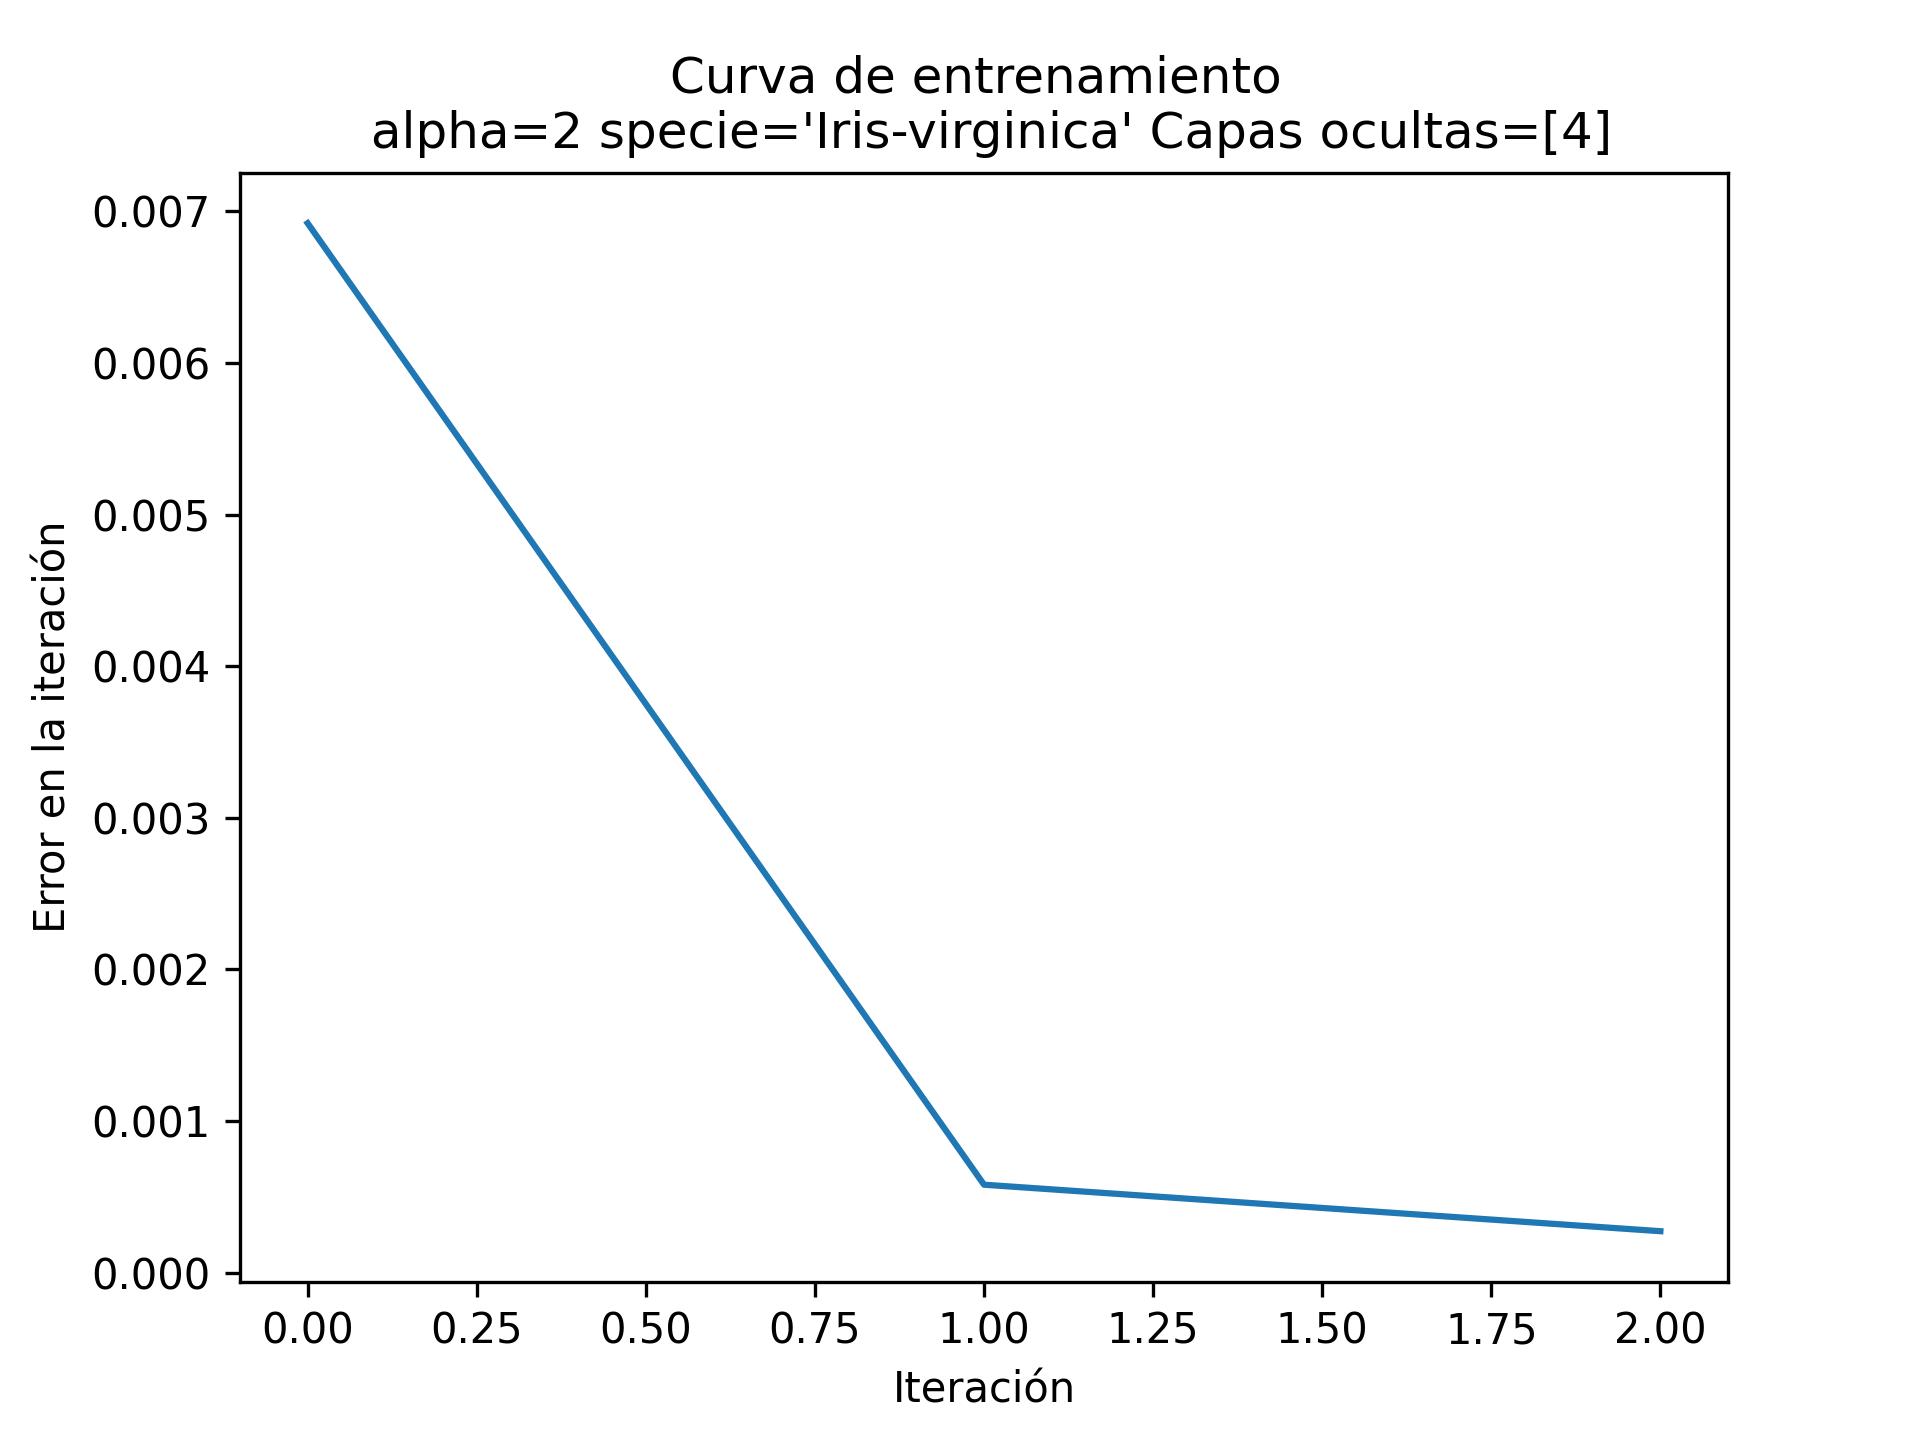 Curva de entrenamiento
alpha=2 specie='Iris-virginica' Capas ocultas=[4]
0.007
0.006
0.005
0.004
0.003
0.002
0.001
0.000
Error en la iteración
0.00 0.25 0.50 0.75 1.00 1.25 1.50 1.75 2.00
Iteración